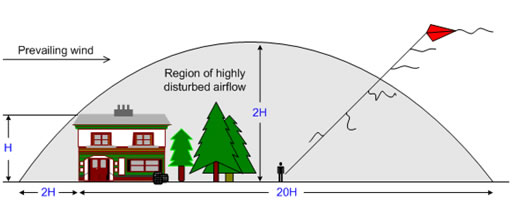 Prevailing wind
Region of highly
disturbed airflow
2H
H
2H
20H